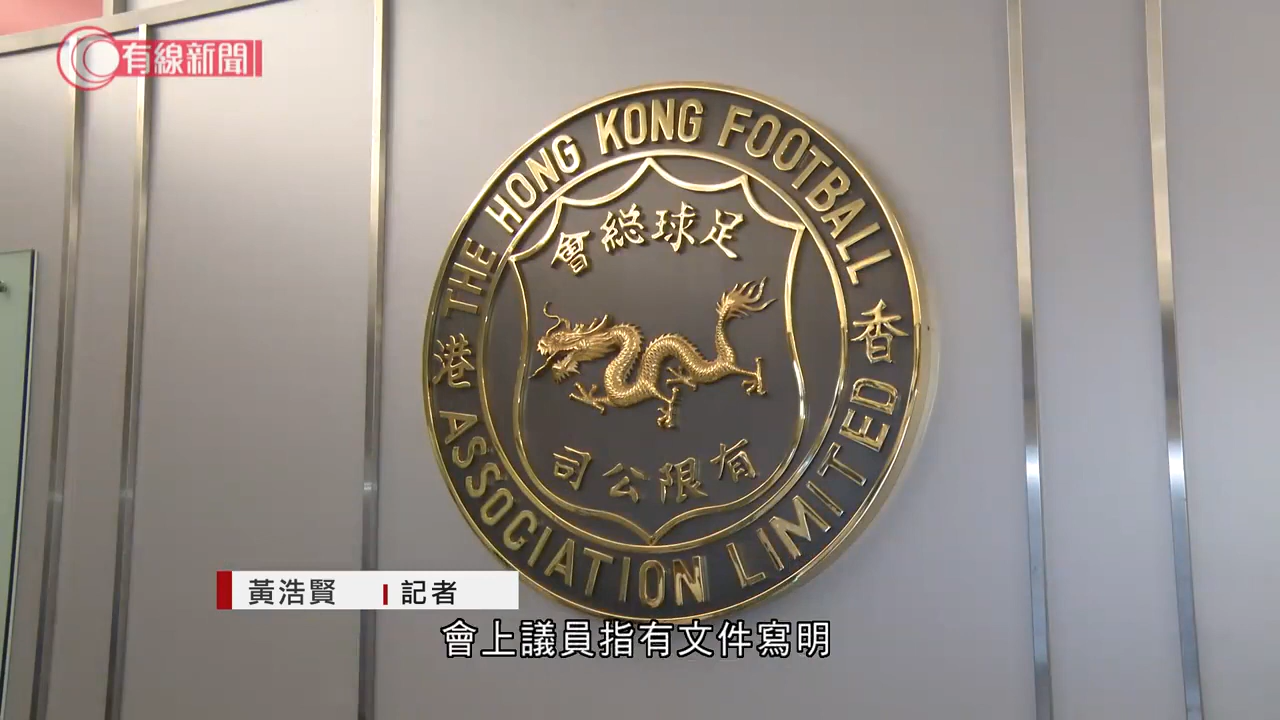 有線新聞
THE HONG KONG FOOTBALL
香港
足球總會
有限公司
ASSOCIATION LIMITED
黃浩賢 記者
會上議員指有文件寫明